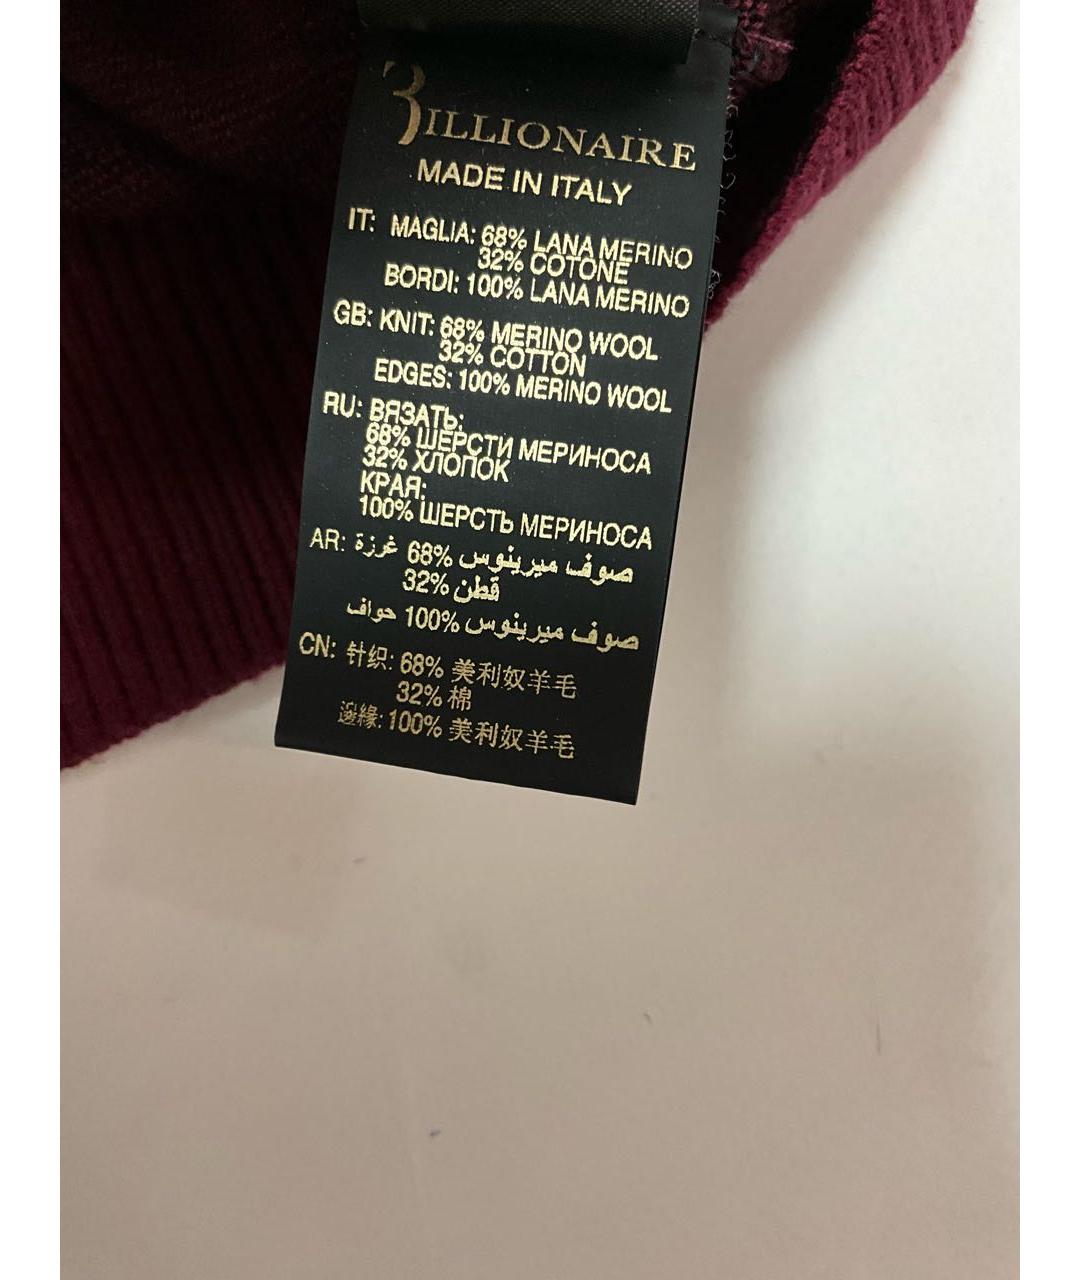 BILLIONAIRE
MADE IN ITALY
IT: MAGLIA: 68% LANA MERINO
32% COTONE
BORDI: 100% LANA MERINO
GB: KNIT: 68% MERINO WOOL
32% COTTON
EDGES: 100% MERINO WOOL
RU: ВЯЗАТЬ:
68% ШЕРСТИ МЕРИНОСА
32% ХЛОПОК
КРАЯ:
100% ШЕРСТЬ МЕРИНОСА
AR: غرزة 68% صوف ميرينوس
32% قطن
حواف 100% صوف ميرينوس
CN: 针织: 68% 美利奴羊毛
32% 棉
邊緣: 100% 美利奴羊毛